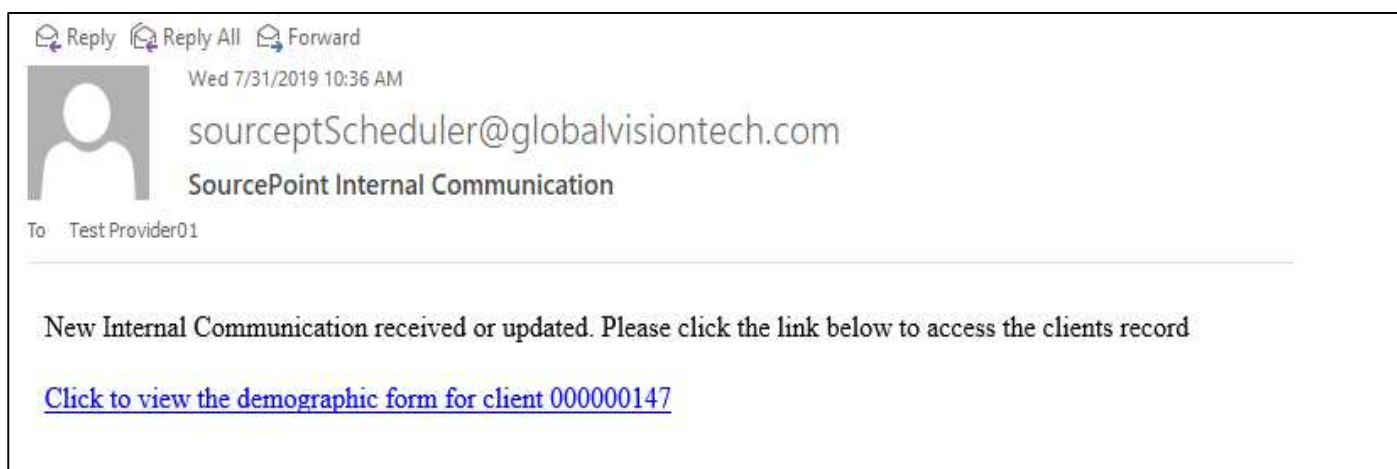 Reply Reply All Forward
Wed 7/31/2019 10:36 AM
sourceptScheduler@globalvisiontech.com
SourcePoint Internal Communication
To Test Provider01
New Internal Communication received or updated. Please click the link below to access the clients record
Click to view the demographic form for client 000000147